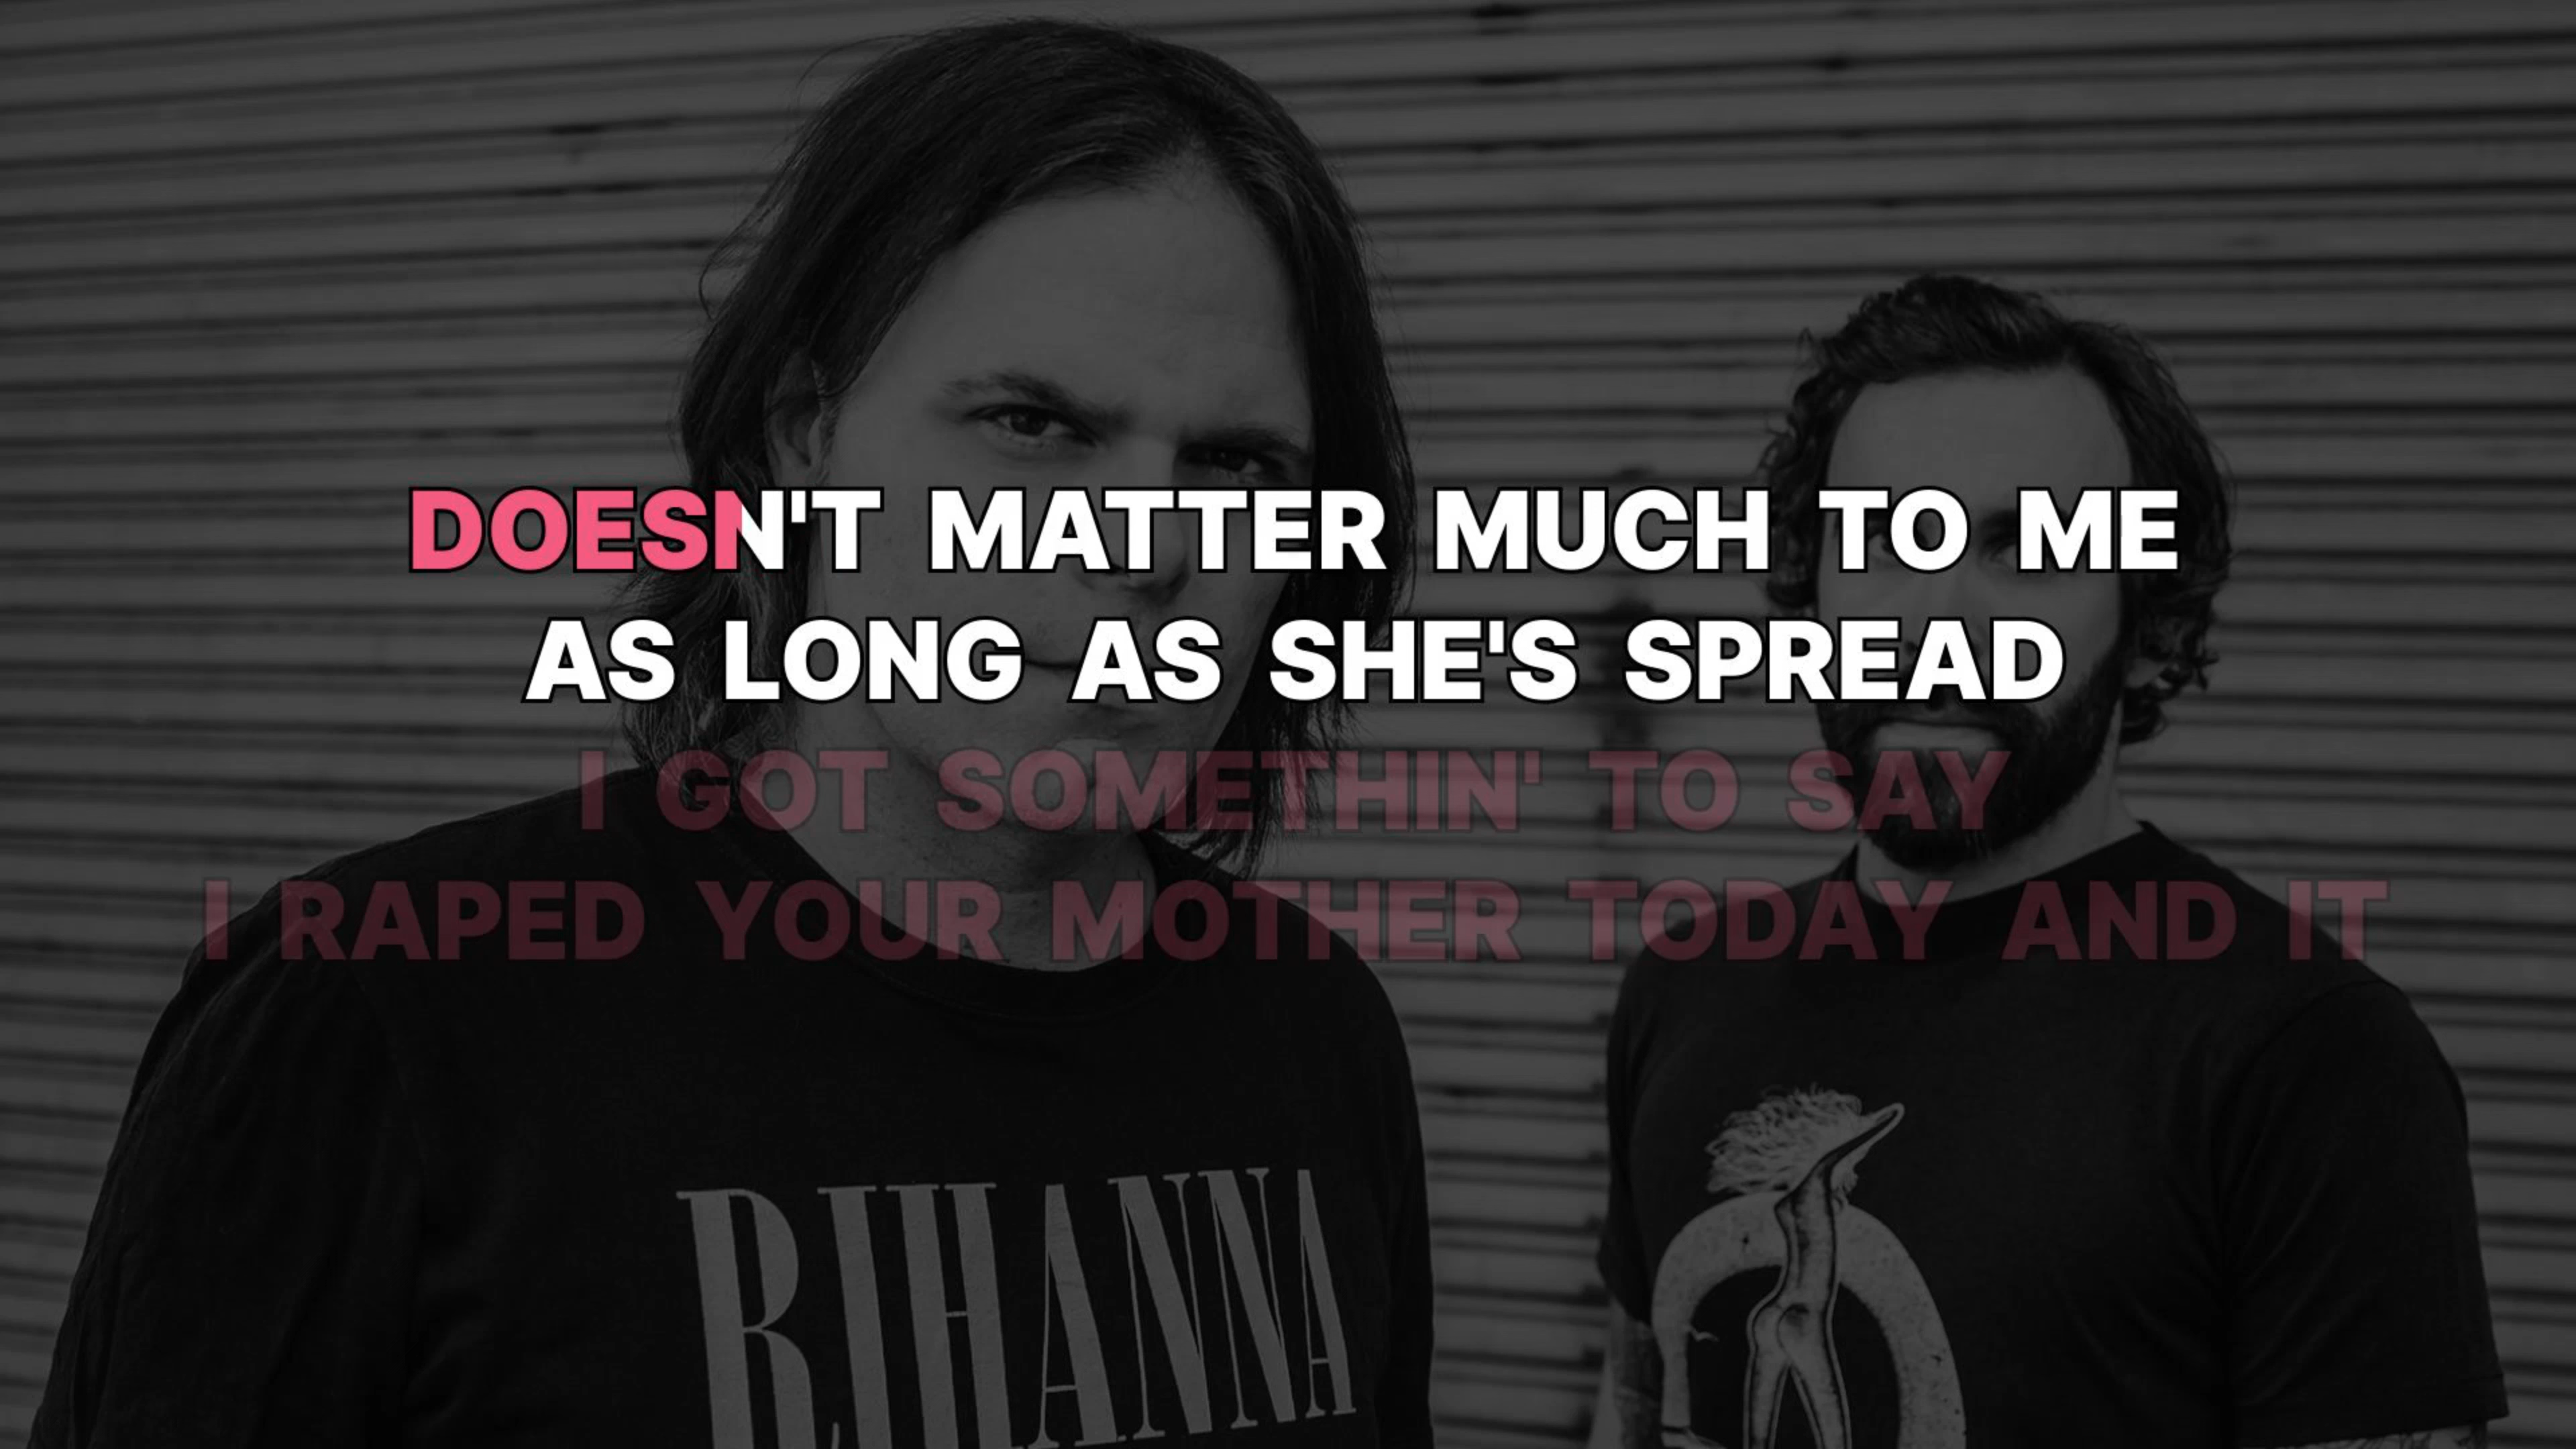 DOESN'T MATTER MUCH TO ME
AS LONG AS SHE'S SPREAD
I GOT SOMETHIN' TO SAY
I RAPED YOUR MOTHER TODAY AND IT
RIHANNA